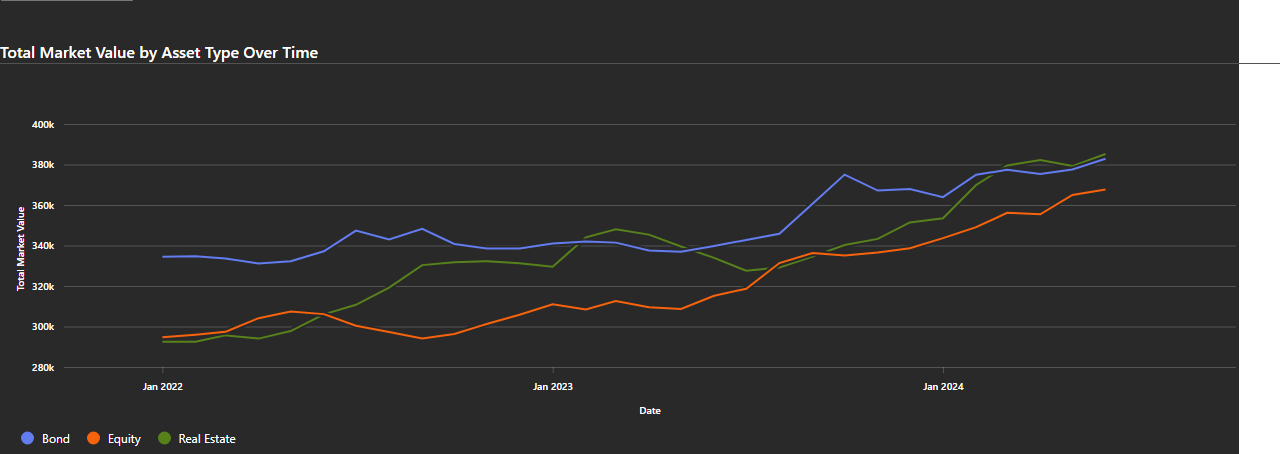 Total Market Value by Asset Type Over Time
400k
380k
360k
340k
320k
300k
280k
Total Market Value
Jan 2022 Jan 2023 Jan 2024
Date
Bond Equity Real Estate